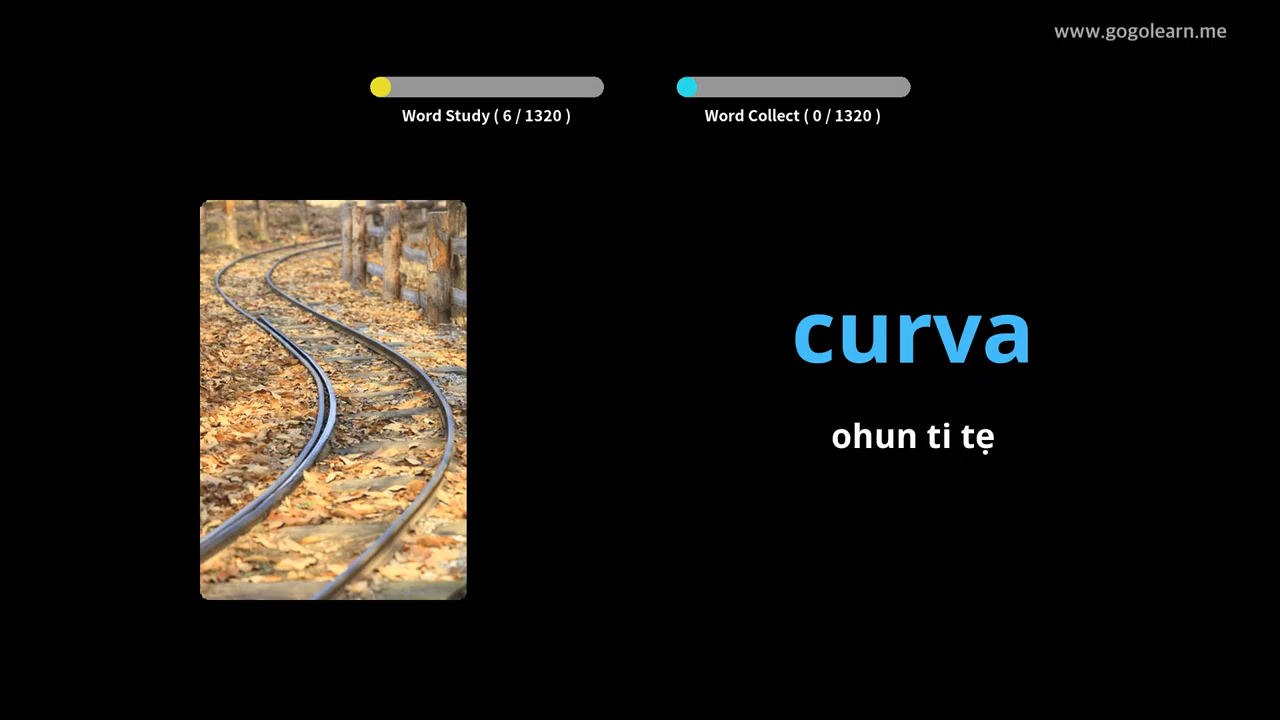 www.gogolearn.me
Word Study ( 6 / 1320 )
Word Collect ( 0 / 1320 )
curva
ohun ti tẹ